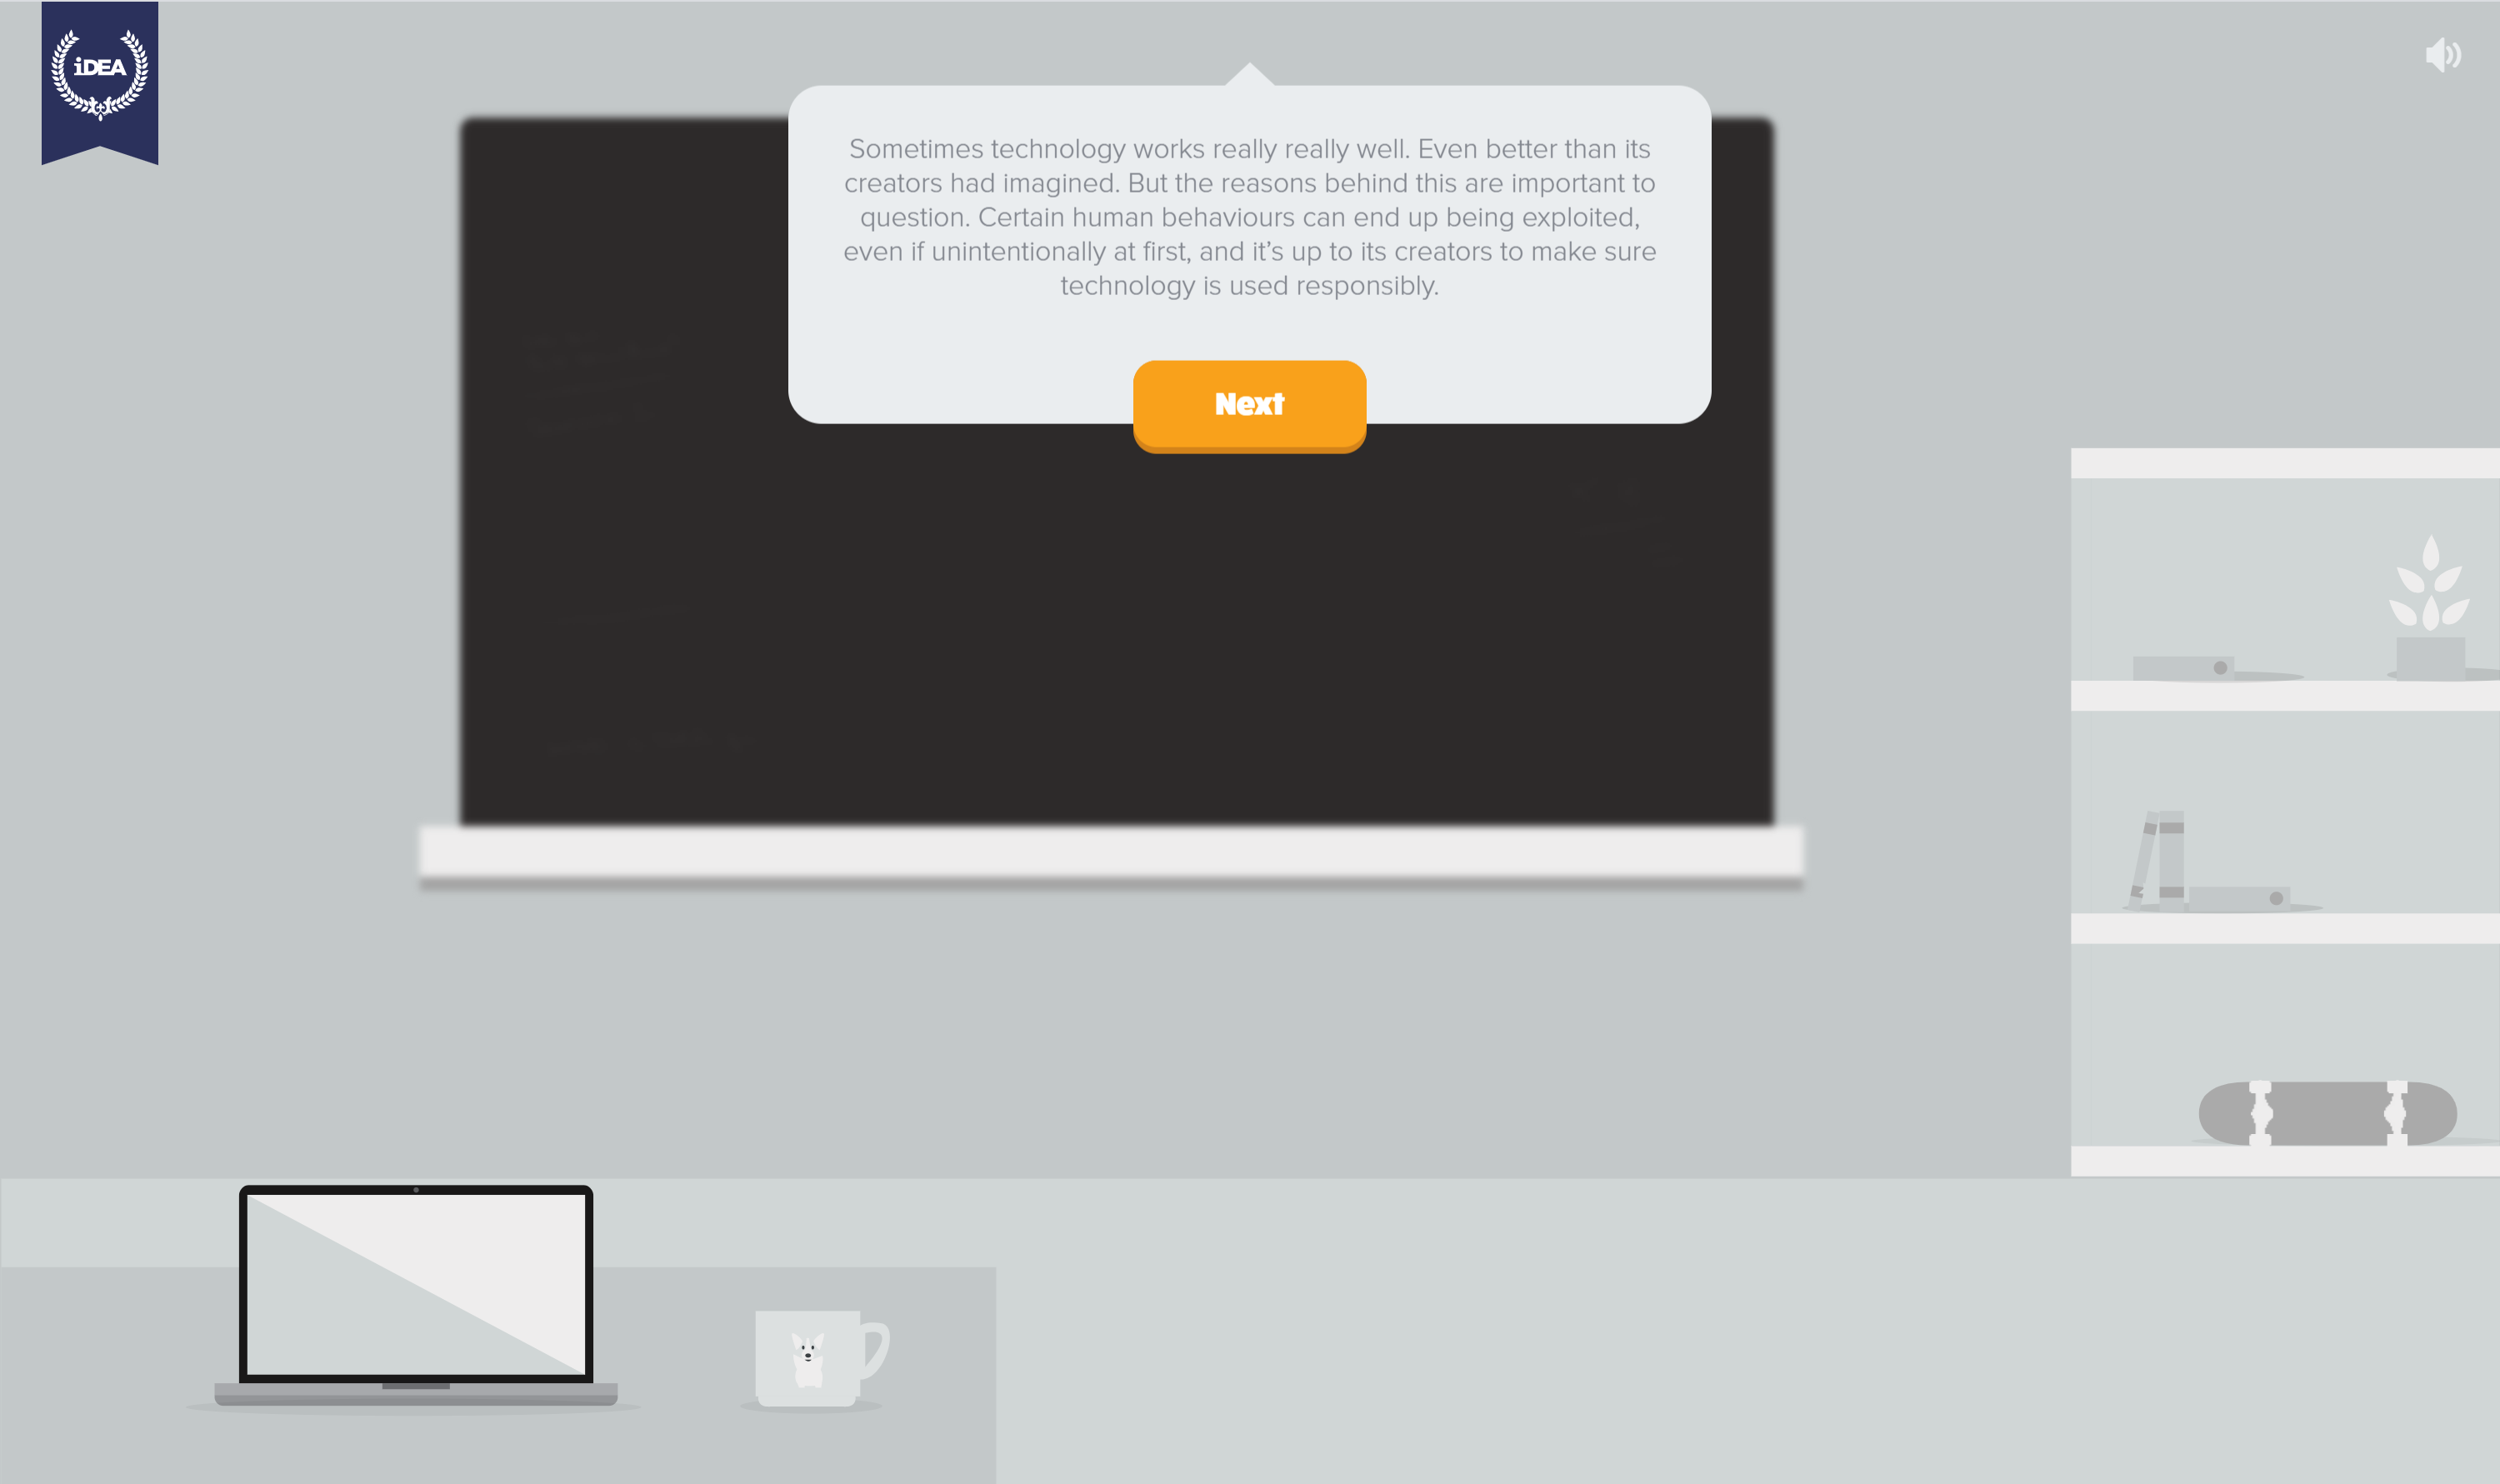 iDEA
Sometimes technology works really really well. Even better than its
creators had imagined. But the reasons behind this are important to
question. Certain human behaviours can end up being exploited,
even if unintentionally at first, and it’s up to its creators to make sure
technology is used responsibly.
Next